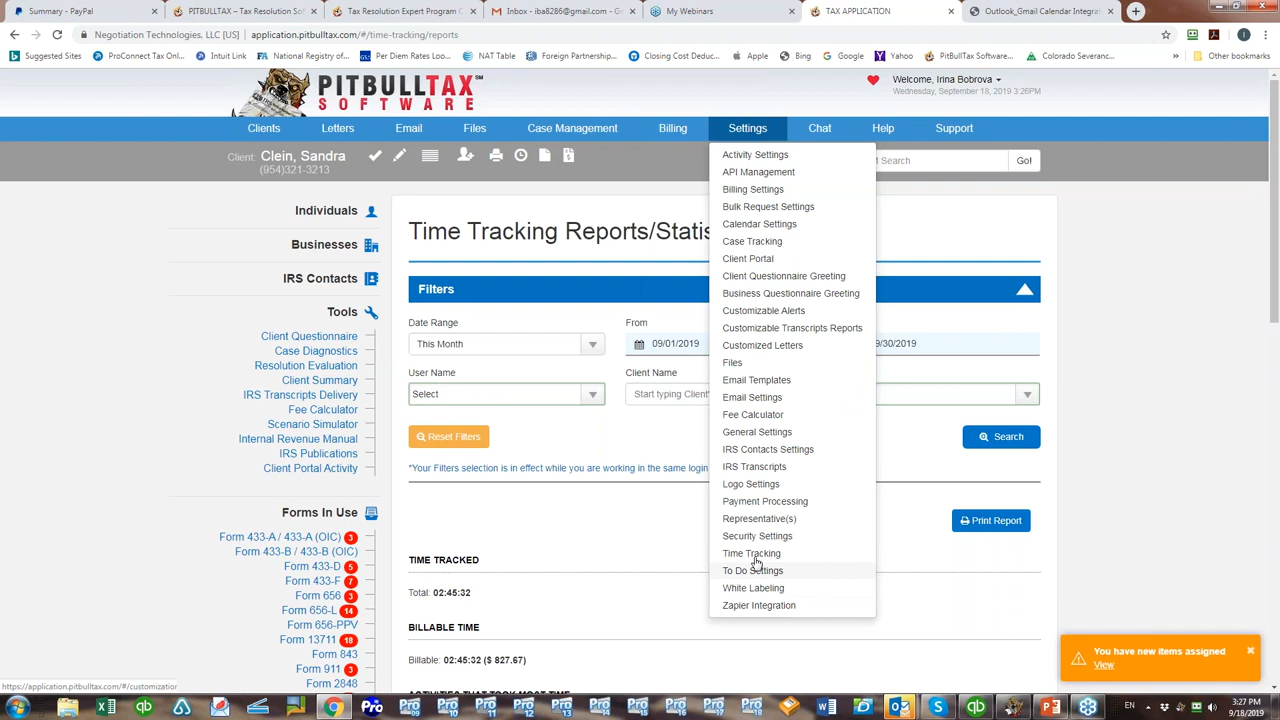 Summary - PayPal
PITBULLTAX – Tax Resolution Sof
Tax Resolution Expert Program C
Inbox - iba8286@gmail.com - G
My Webinars
TAX APPLICATION
Outlook_Gmail Calendar Integrat
Negotiation Technologies, LLC [US]
application.pitbulltax.com/#/time-tracking/reports
Suggested Sites
ProConnect Tax Onl
Intuit Link
National Registry of
Per Diem Rates Loo
NAT Table
Foreign Partnership
Closing Cost Deduc
Apple
Bing
Google
Yahoo
PitBullTax Software
Colorado Severanc
Other bookmarks
PITBULLTAX SM
SOFTWARE
Welcome, Irina Bobrova
Wednesday, September 18, 2019 3:26PM
Clients
Letters
Email
Files
Case Management
Billing
Settings
Chat
Help
Support
Client: Clein, Sandra
(954)321-3213
Search
Go!
Individuals
Businesses
IRS Contacts
Tools
Client Questionnaire
Case Diagnostics
Resolution Evaluation
Client Summary
IRS Transcripts Delivery
Fee Calculator
Scenario Simulator
Internal Revenue Manual
IRS Publications
Client Portal Activity
Forms In Use
Form 433-A / 433-A (OIC) 3
Form 433-B / 433-B (OIC)
Form 433-D 5
Form 433-F 7
Form 656 3
Form 656-L 14
Form 656-PPV
Form 13711 18
Form 843
Form 911 3
Form 2848
Time Tracking Reports/Statis
Filters
Date Range
From
This Month
09/01/2019
9/30/2019
User Name
Client Name
Select
Start typing Client'
Reset Filters
Search
*Your Filters selection is in effect while you are working in the same login
Print Report
TIME TRACKED
Total: 02:45:32
BILLABLE TIME
Billable: 02:45:32 ($ 827.67)
ACTIVITIES THAT TOOK MOST TIME
Activity Settings
API Management
Billing Settings
Bulk Request Settings
Calendar Settings
Case Tracking
Client Portal
Client Questionnaire Greeting
Business Questionnaire Greeting
Customizable Alerts
Customizable Transcripts Reports
Customized Letters
Files
Email Templates
Email Settings
Fee Calculator
General Settings
IRS Contacts Settings
IRS Transcripts
Logo Settings
Payment Processing
Representative(s)
Security Settings
Time Tracking
To Do Settings
White Labeling
Zapier Integration
You have new items assigned
View
https://application.pitbulltax.com/#/customization
EN
3:27 PM
9/18/2019